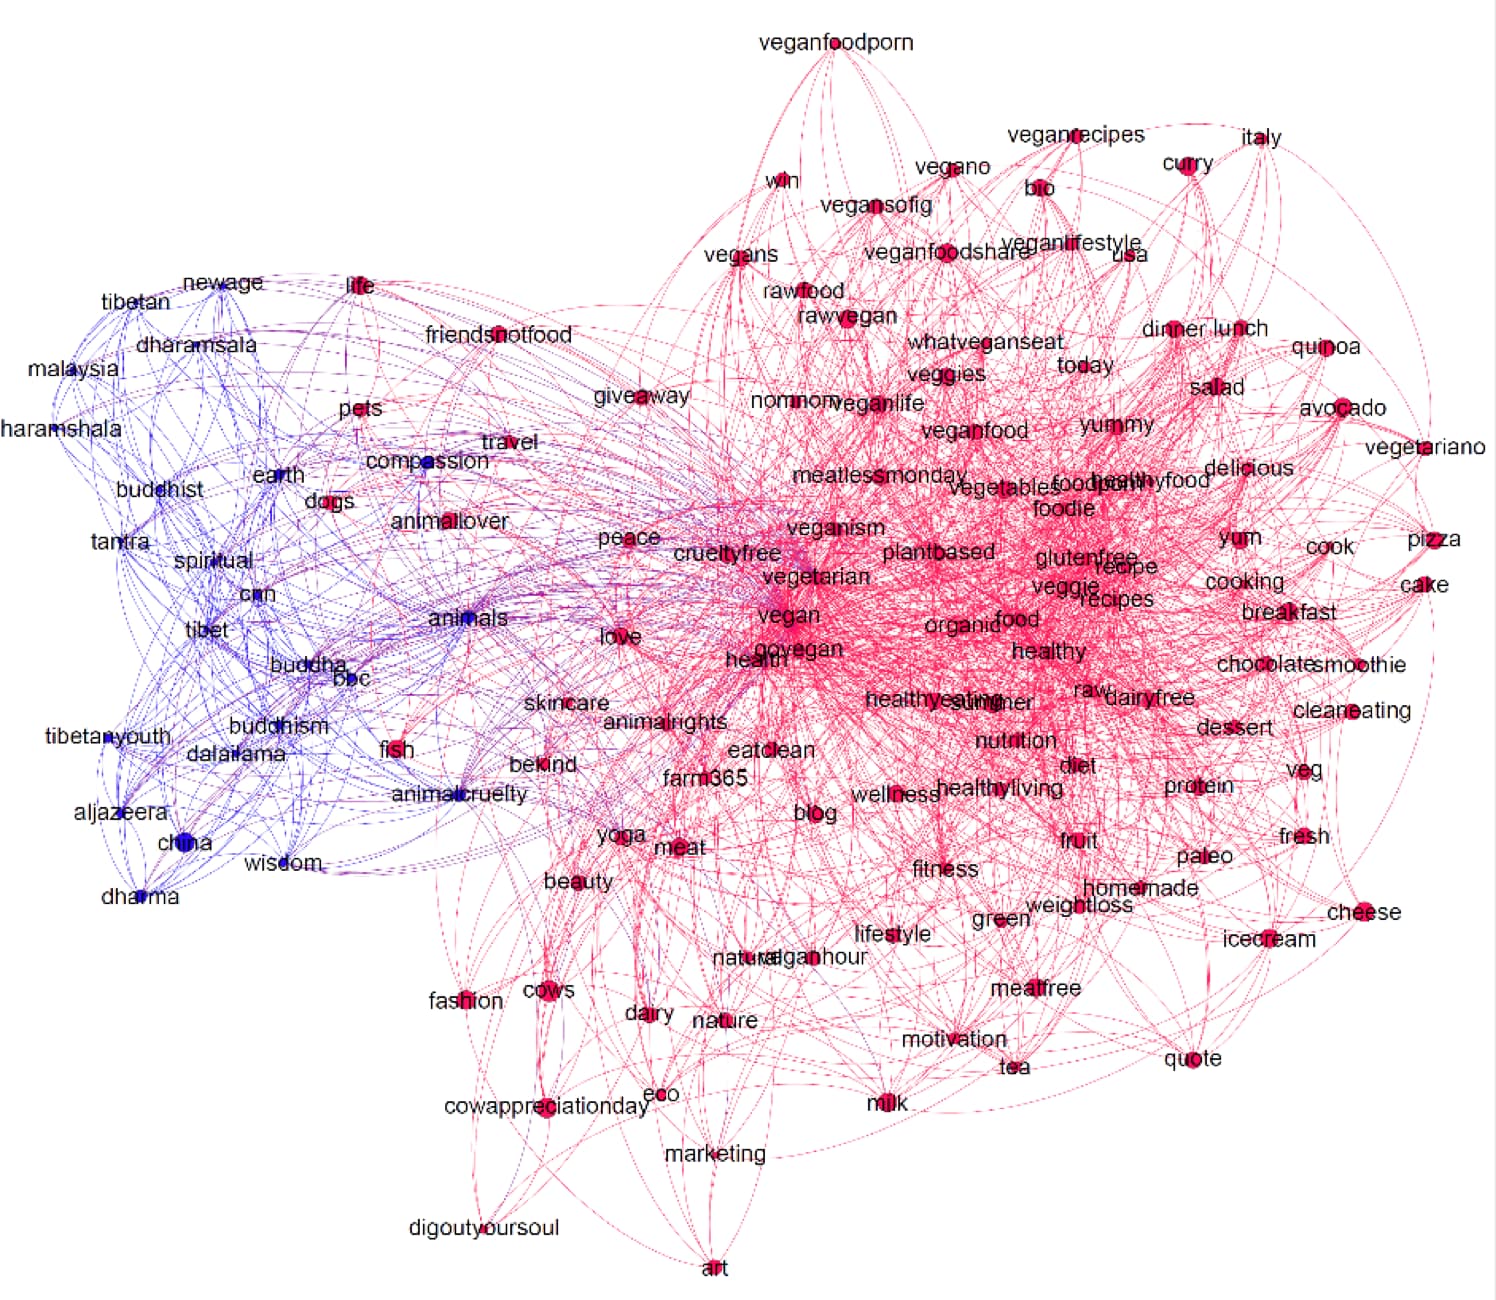 veganfoodporn
veganrecipes
italy
curry
vegano
win
bio
vegansofig
veganlifestyle
veganfoodshare
vegans
usa
newage
life
rawfood
tibetan
rawvegan
dinner
lunch
friendsnotfood
whatveganseat
dharamsala
quinoa
today
malaysia
veggies
salad
giveaway
nomnom
veganlife
pets
avocado
yummy
haramshala
veganfood
travel
vegetariano
compassion
delicious
earth
meatlessmonday
healthyfood
foodporn
vegetables
buddhist
dogs
foodie
animallover
veganism
peace
yum
pizza
tantra
cook
crueltyfree
plantbased
glutenfree
spiritual
recipe
vegetarian
cooking
cake
veggie
cnn
recipes
breakfast
vegan
animals
food
organic
tibet
love
govegan
healthy
health
buddha
chocolate
smoothie
bbc
raw
healthyeating
dairyfree
skincare
summer
cleaneating
animalrights
buddhism
dessert
tibetanyouth
nutrition
dalailama
fish
eatclean
bekind
diet
veg
farm365
protein
healthyliving
animalcruelty
wellness
aljazeera
blog
yoga
fresh
china
fruit
meat
paleo
wisdom
fitness
beauty
homemade
dharma
weightloss
cheese
green
lifestyle
icecream
natural
veganhour
meatfree
cows
fashion
dairy
nature
motivation
quote
tea
eco
milk
cowappreciationday
marketing
digoutyoursoul
art